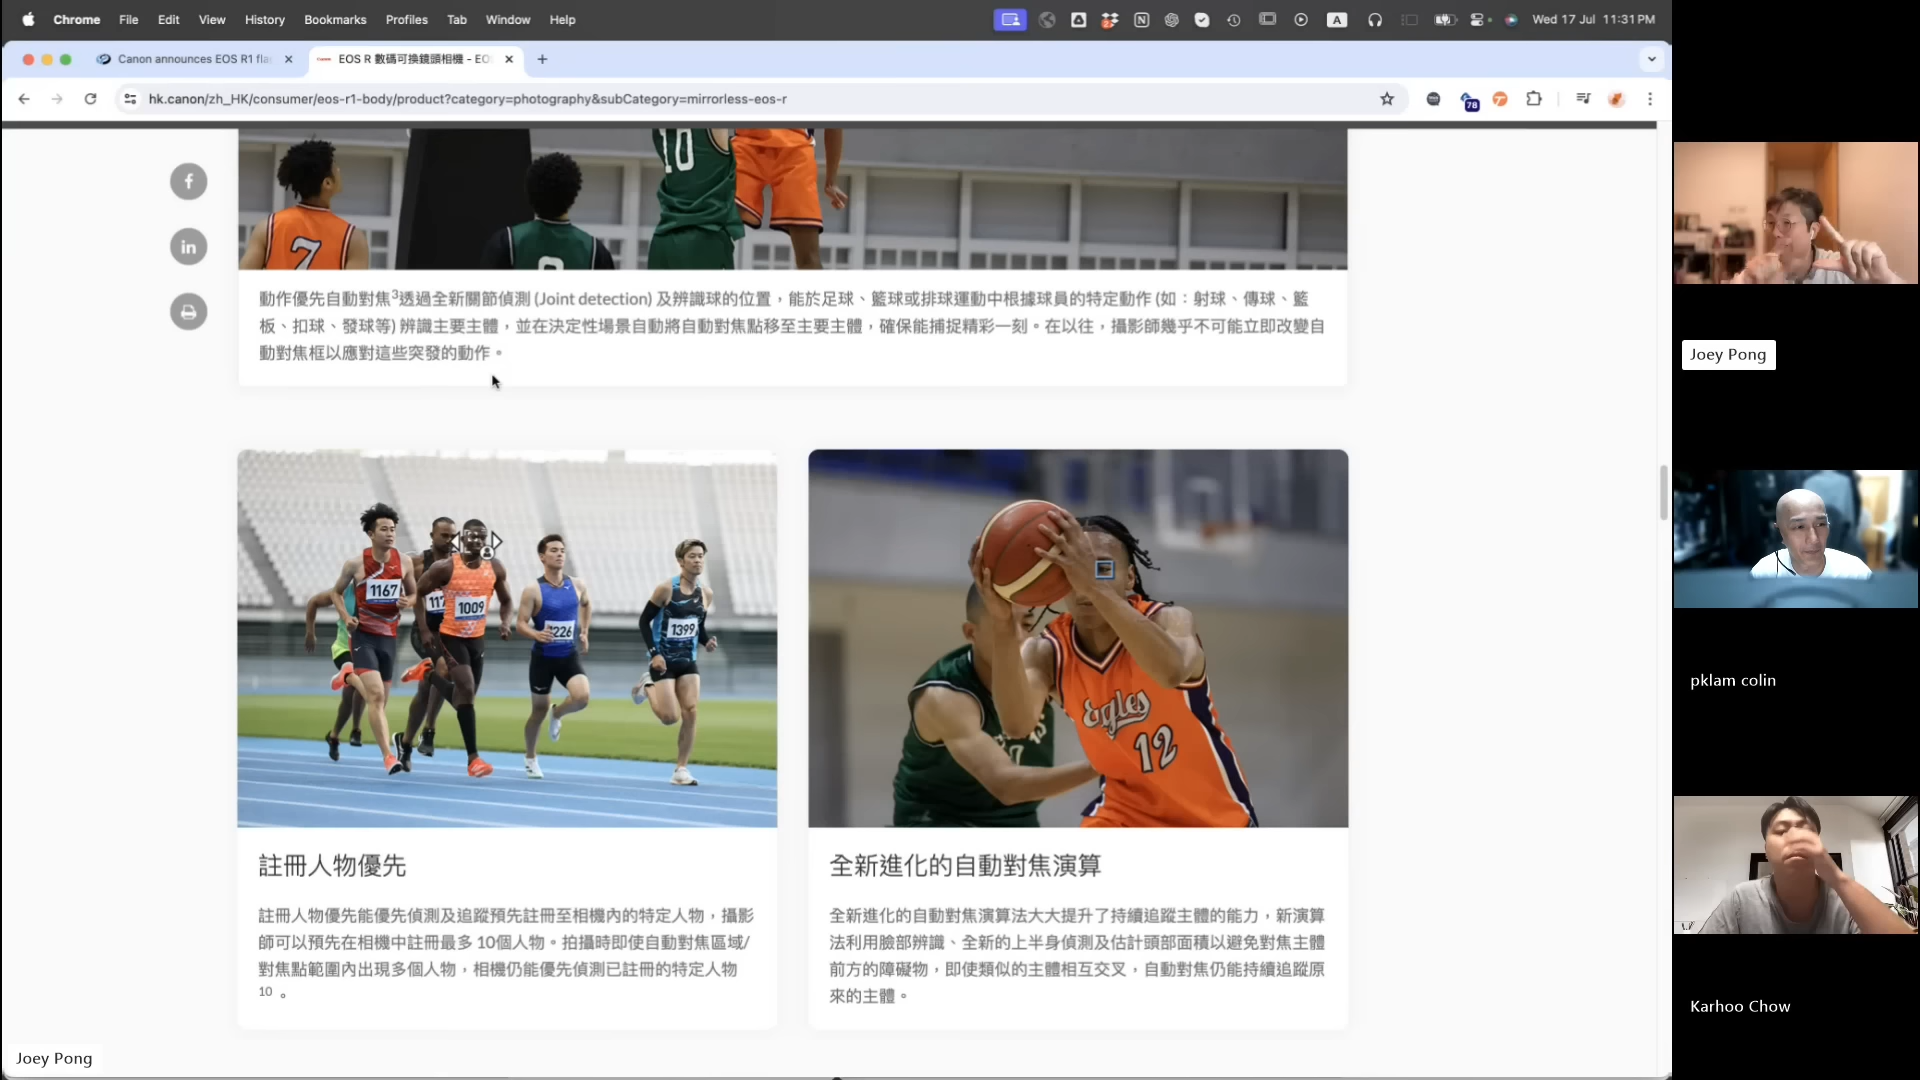 Chrome File Edit View History Bookmarks Profiles Tab Window Help
A
Wed 17 Jul 11:31 PM
Canon announces EOS R1 fla
EOS R 數碼可換鏡頭相機 - EO
hk.canon/zh_HK/consumer/eos-r1-body/product?category=photography&subCategory=mirrorless-eos-r
78
10
7
動作優先自動對焦3透過全新關節偵測 (Joint detection) 及辨識球的位置，能於足球、籃球或排球運動中根據球員的特定動作 (如：射球、傳球、籃
板、扣球、發球等) 辨識主要主體，並在決定性場景自動將自動對焦點移至主要主體，確保能捕捉精彩一刻。在以往，攝影師幾乎不可能立即改變自
動對焦框以應對這些突發的動作。
1167
117
1009
1226
1399
Eagles
12
註冊人物優先
註冊人物優先能優先偵測及追蹤預先註冊至相機內的特定人物，攝影
師可以預先在相機中註冊最多 10個人物。拍攝時即使自動對焦區域/
對焦點範圍內出現多個人物，相機仍能優先偵測已註冊的特定人物
10 。
全新進化的自動對焦演算
全新進化的自動對焦演算法大大提升了持續追蹤主體的能力，新演算
法利用臉部辨識、全新的上半身偵測及估計頭部面積以避免對焦主體
前方的障礙物，即使類似的主體相互交叉，自動對焦仍能持續追蹤原
來的主體。
Joey Pong
Joey Pong
pklam colin
Karhoo Chow